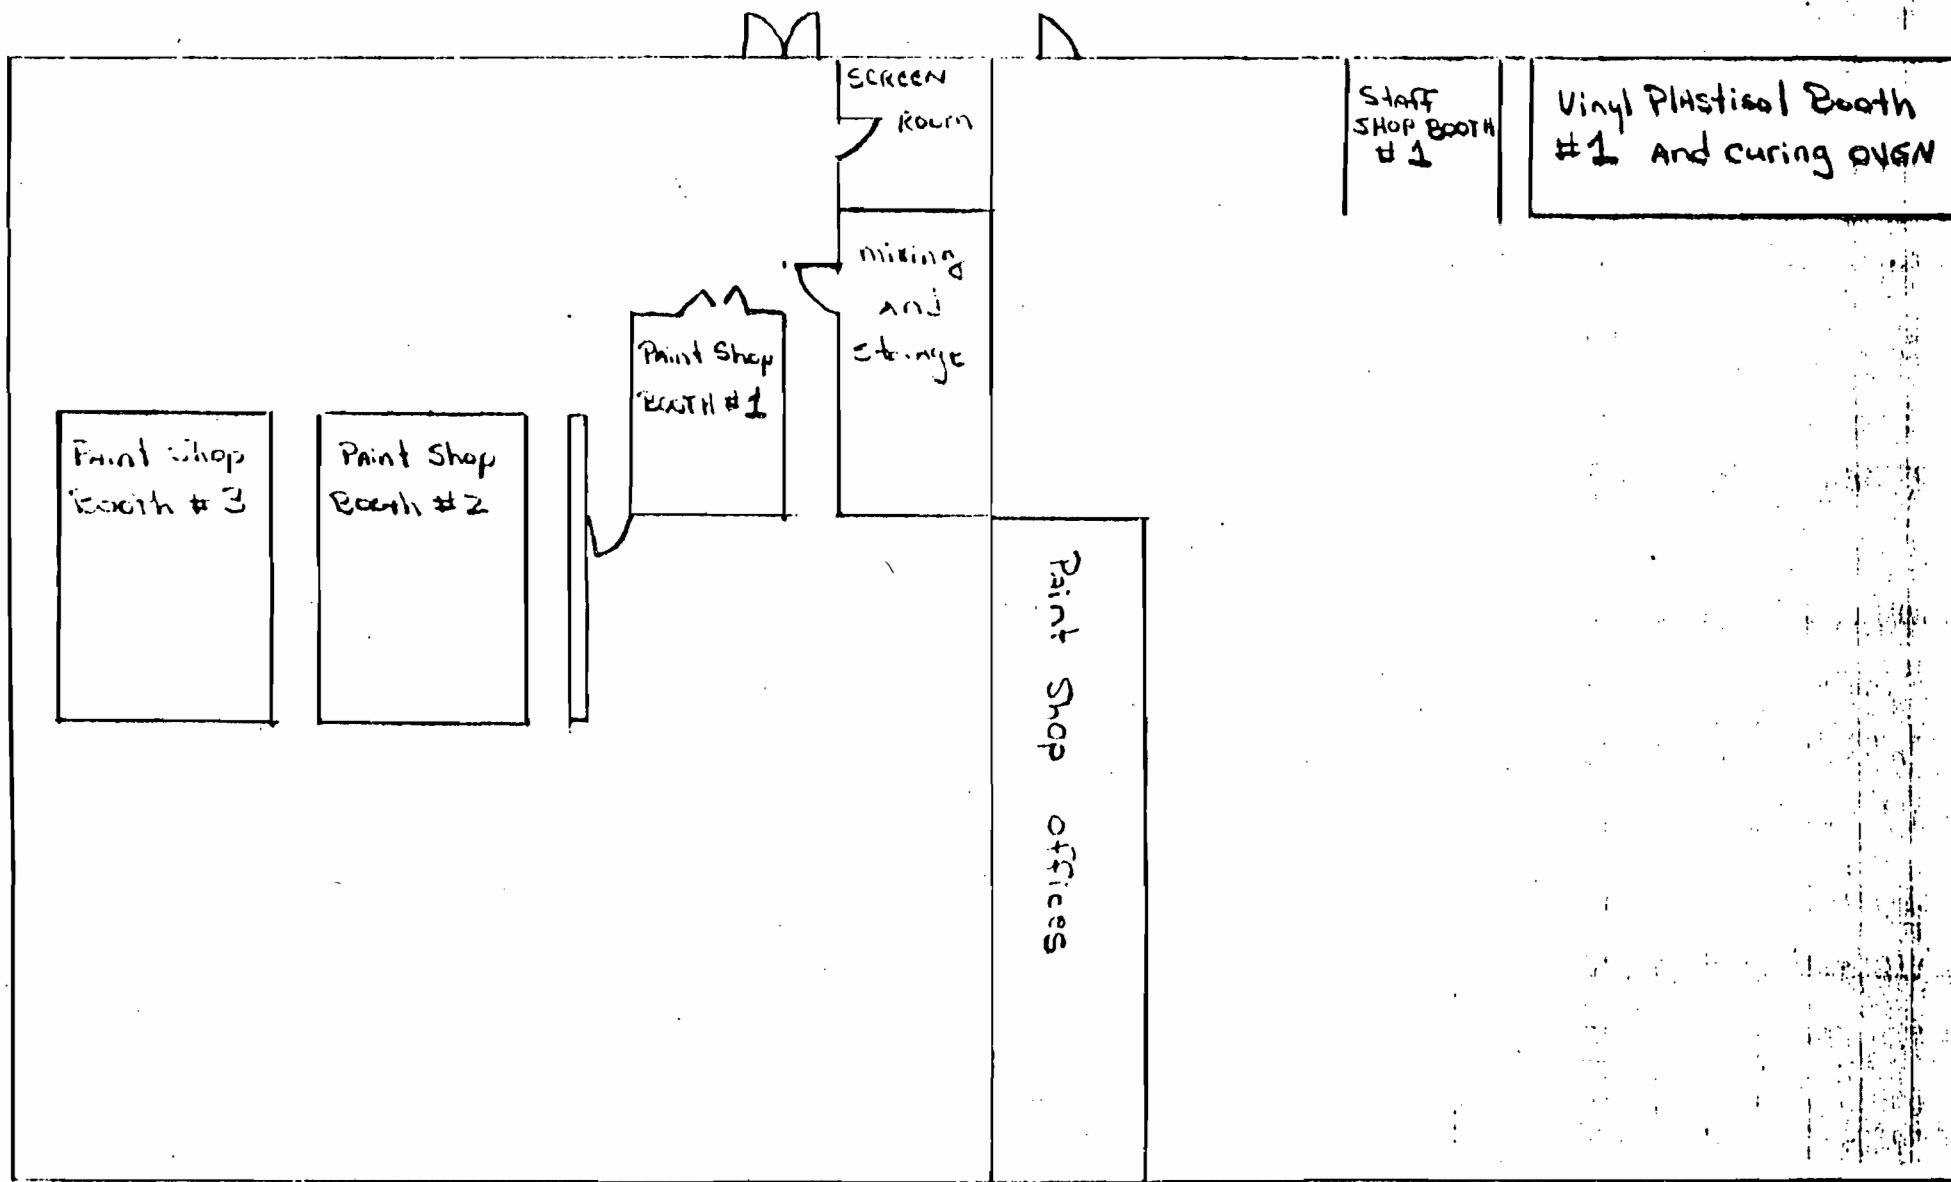 SCREEN
Room
Staff
SHOP BOOTH
#1
Vinyl Plastisol Booth
#1 And curing OVEN
mixing
And
Storage
Paint Shop
BOOTH #1
Paint Shop
Booth #3
Paint Shop
Booth #2
Paint Shop offices